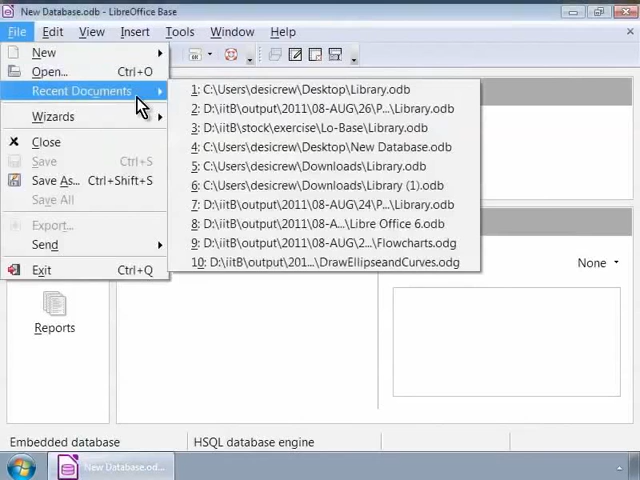 New Database.odb - LibreOffice Base
File Edit View Insert Tools Window Help
New
Open... Ctrl+O
Recent Documents
Wizards
Close
Save Ctrl+S
Save As... Ctrl+Shift+S
Save All
Export...
Send
Exit Ctrl+Q
1: C:\Users\desicrew\Desktop\Library.odb
2: D:\iitB\output\2011\08-AUG\26\P...\Library.odb
3: D:\iitB\stock\exercise\Lo-Base\Library.odb
4: C:\Users\desicrew\Desktop\New Database.odb
5: C:\Users\desicrew\Downloads\Library.odb
6: C:\Users\desicrew\Downloads\Library (1).odb
7: D:\iitB\output\2011\08-AUG\24\P...\Library.odb
8: D:\iitB\output\2011\08-A...\Libre Office 6.odb
9: D:\iitB\output\2011\08-AUG\2...\Flowcharts.odg
10: D:\iitB\output\201...\DrawEllipseandCurves.odg
None
Reports
Embedded database HSQL database engine
New Database.od...